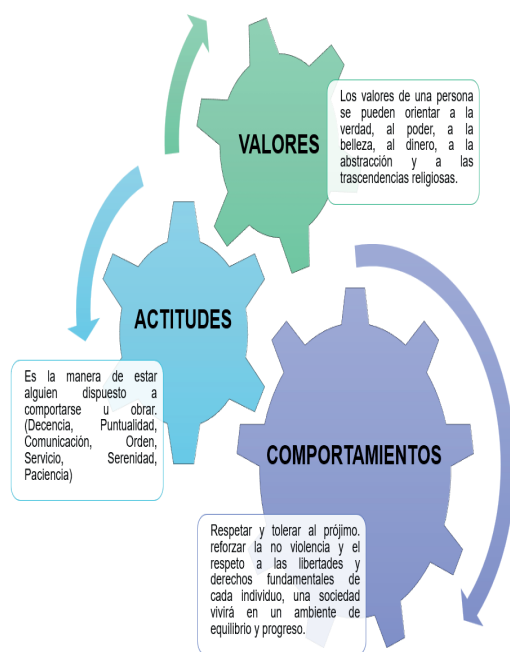 VALORES
Los valores de una persona
se pueden orientar a la
verdad, al poder, a la
belleza, al dinero, a la
abstracción y a las
trascendencias religiosas.
ACTITUDES
Es la manera de estar
alguien dispuesto a
comportarse u obrar.
(Decencia, Puntualidad,
Comunicación, Orden,
Servicio, Serenidad,
Paciencia)
COMPORTAMIENTOS
Respetar y tolerar al prójimo.
reforzar la no violencia y el
respeto a las libertades y
derechos fundamentales de
cada individuo, una sociedad
vivirá en un ambiente de
equilibrio y progreso.